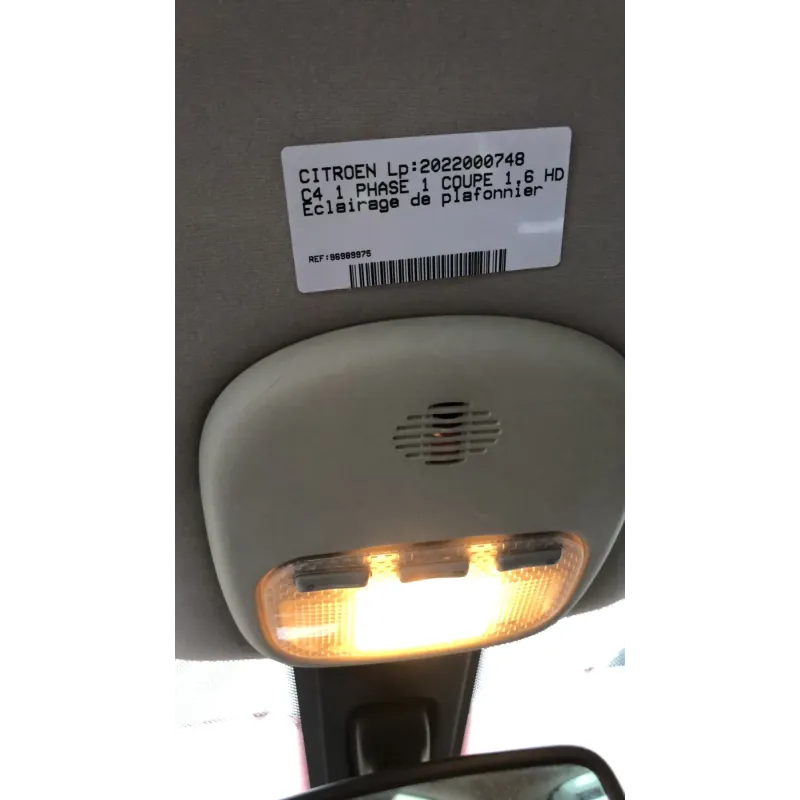 CITROEN Lp:2022000748
C4 1 PHASE 1 COUPE 1,6 HD
Eclairage de plafonnier
REF:96989975